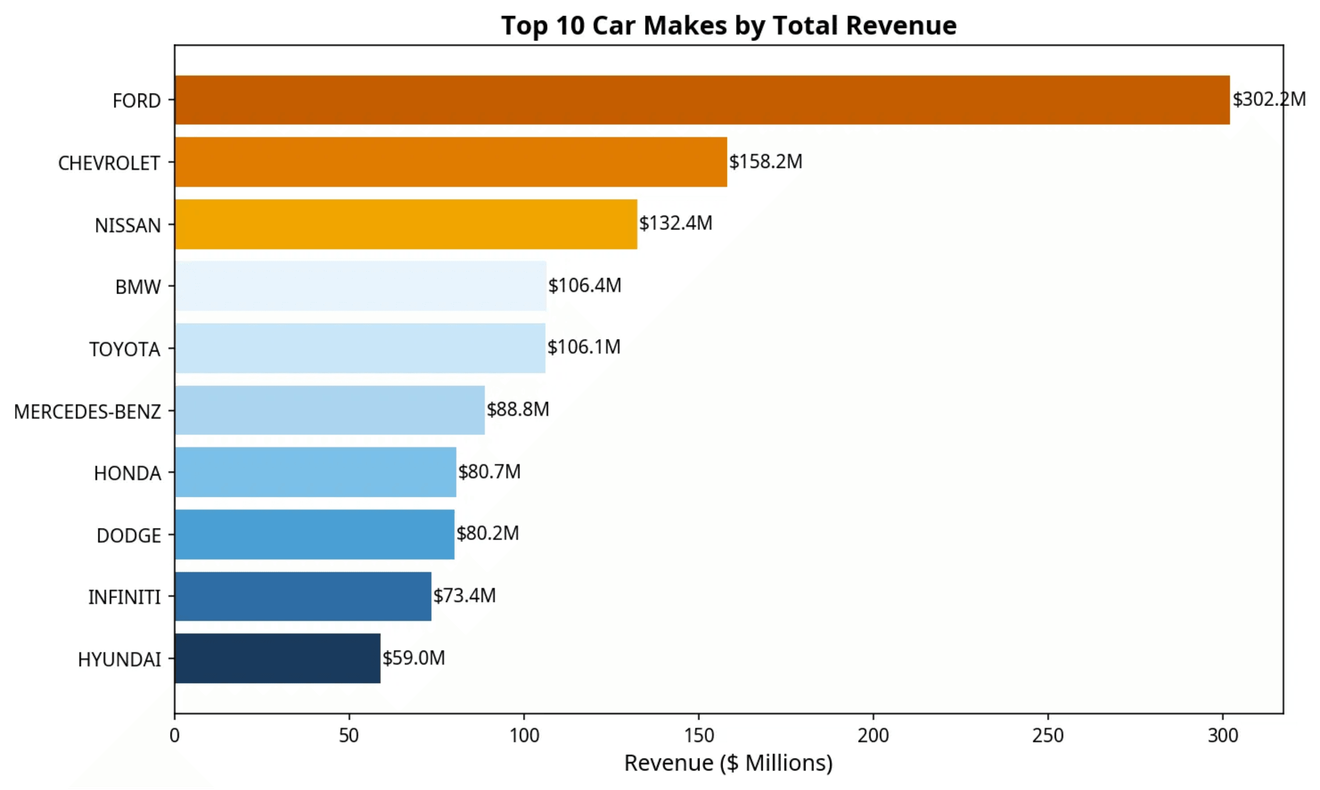 Top 10 Car Makes by Total Revenue
FORD $302.2M
CHEVROLET $158.2M
NISSAN $132.4M
BMW $106.4M
TOYOTA $106.1M
MERCEDES-BENZ $88.8M
HONDA $80.7M
DODGE $80.2M
INFINITI $73.4M
HYUNDAI $59.0M
0 50 100 150 200 250 300
Revenue ($ Millions)